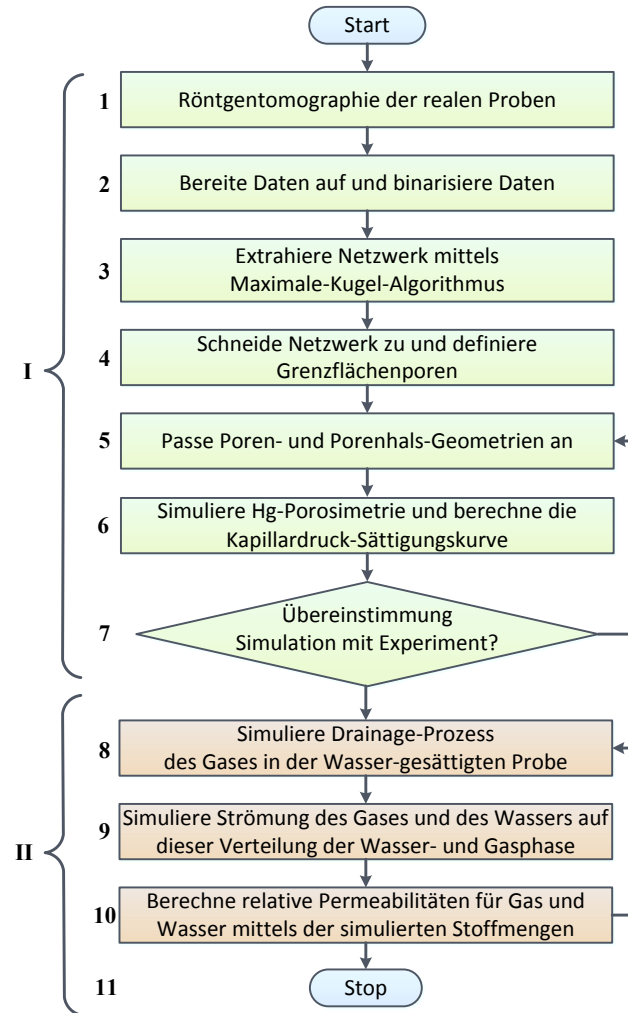 Start
1
Röntgentomographie der realen Proben
2
Bereite Daten auf und binarisiere Daten
3
Extrahiere Netzwerk mittels
Maximale-Kugel-Algorithmus
I
4
Schneide Netzwerk zu und definiere
Grenzflächenporen
5
Passe Poren- und Porenhals-Geometrien an
6
Simuliere Hg-Porosimetrie und berechne die
Kapillardruck-Sättigungskurve
7
Übereinstimmung
Simulation mit Experiment?
8
Simuliere Drainage-Prozess
des Gases in der Wasser-gesättigten Probe
II
9
Simuliere Strömung des Gases und des Wassers auf
dieser Verteilung der Wasser- und Gasphase
10
Berechne relative Permeabilitäten für Gas und
Wasser mittels der simulierten Stoffmengen
11
Stop